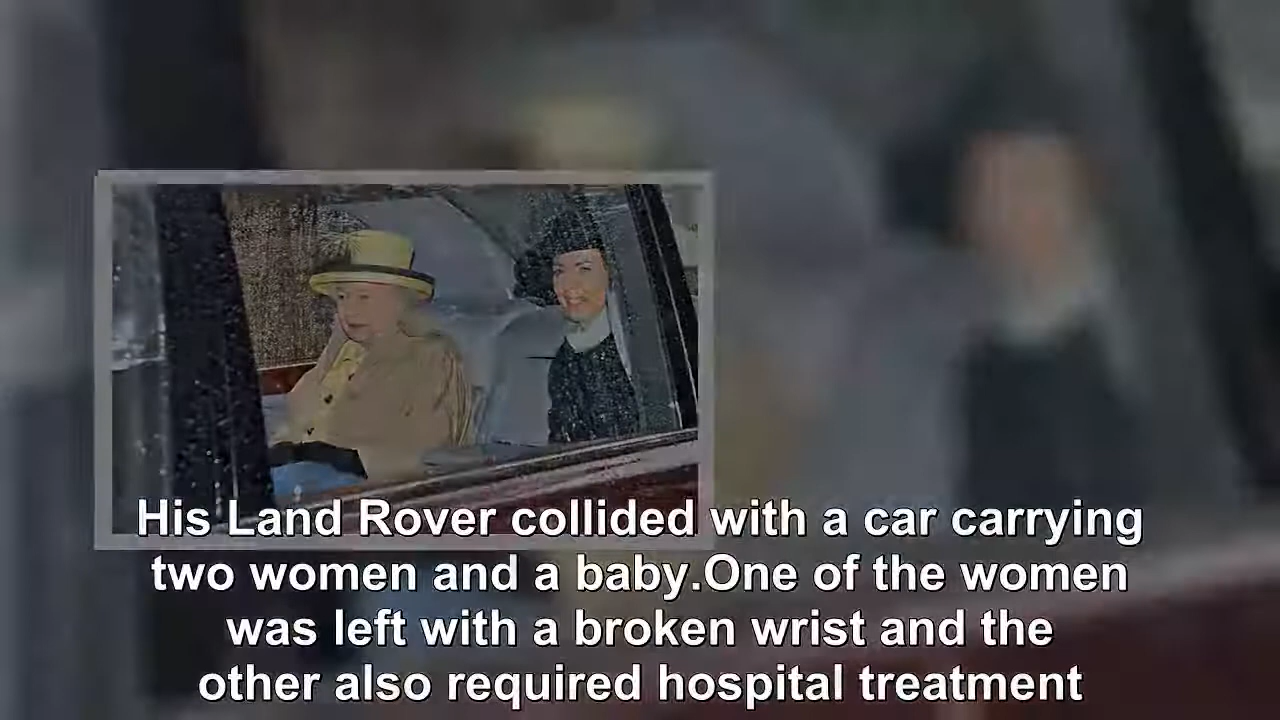 His Land Rover collided with a car carrying
two women and a baby.One of the women
was left with a broken wrist and the
other also required hospital treatment